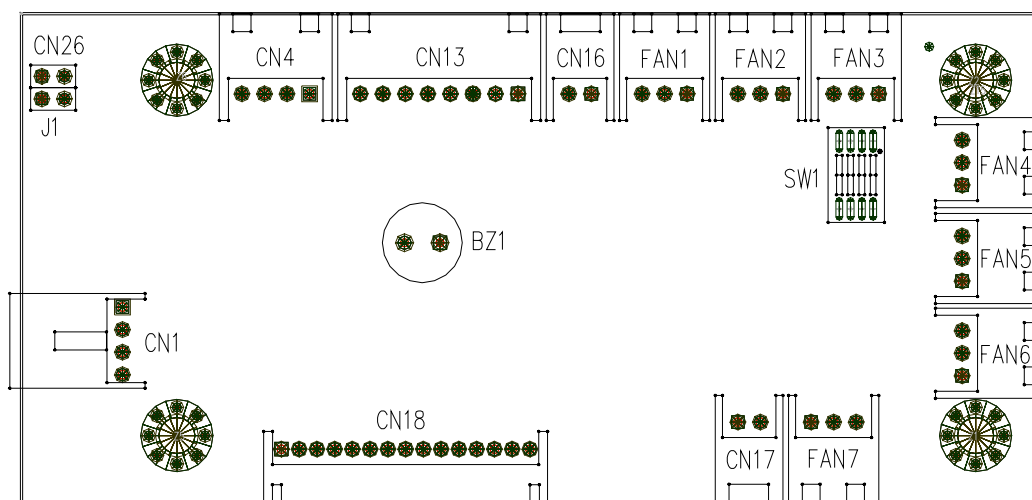 CN26
CN4
CN13
CN16
FAN1
FAN2
FAN3
J1
FAN4
SW1
BZ1
FAN5
CN1
FAN6
CN18
CN17
FAN7